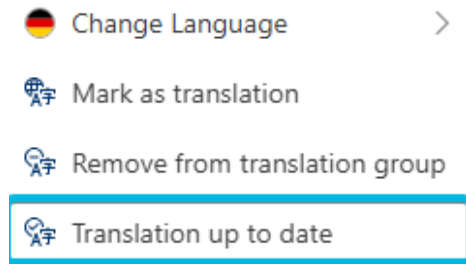 Change Language
Mark as translation
Remove from translation group
Translation up to date